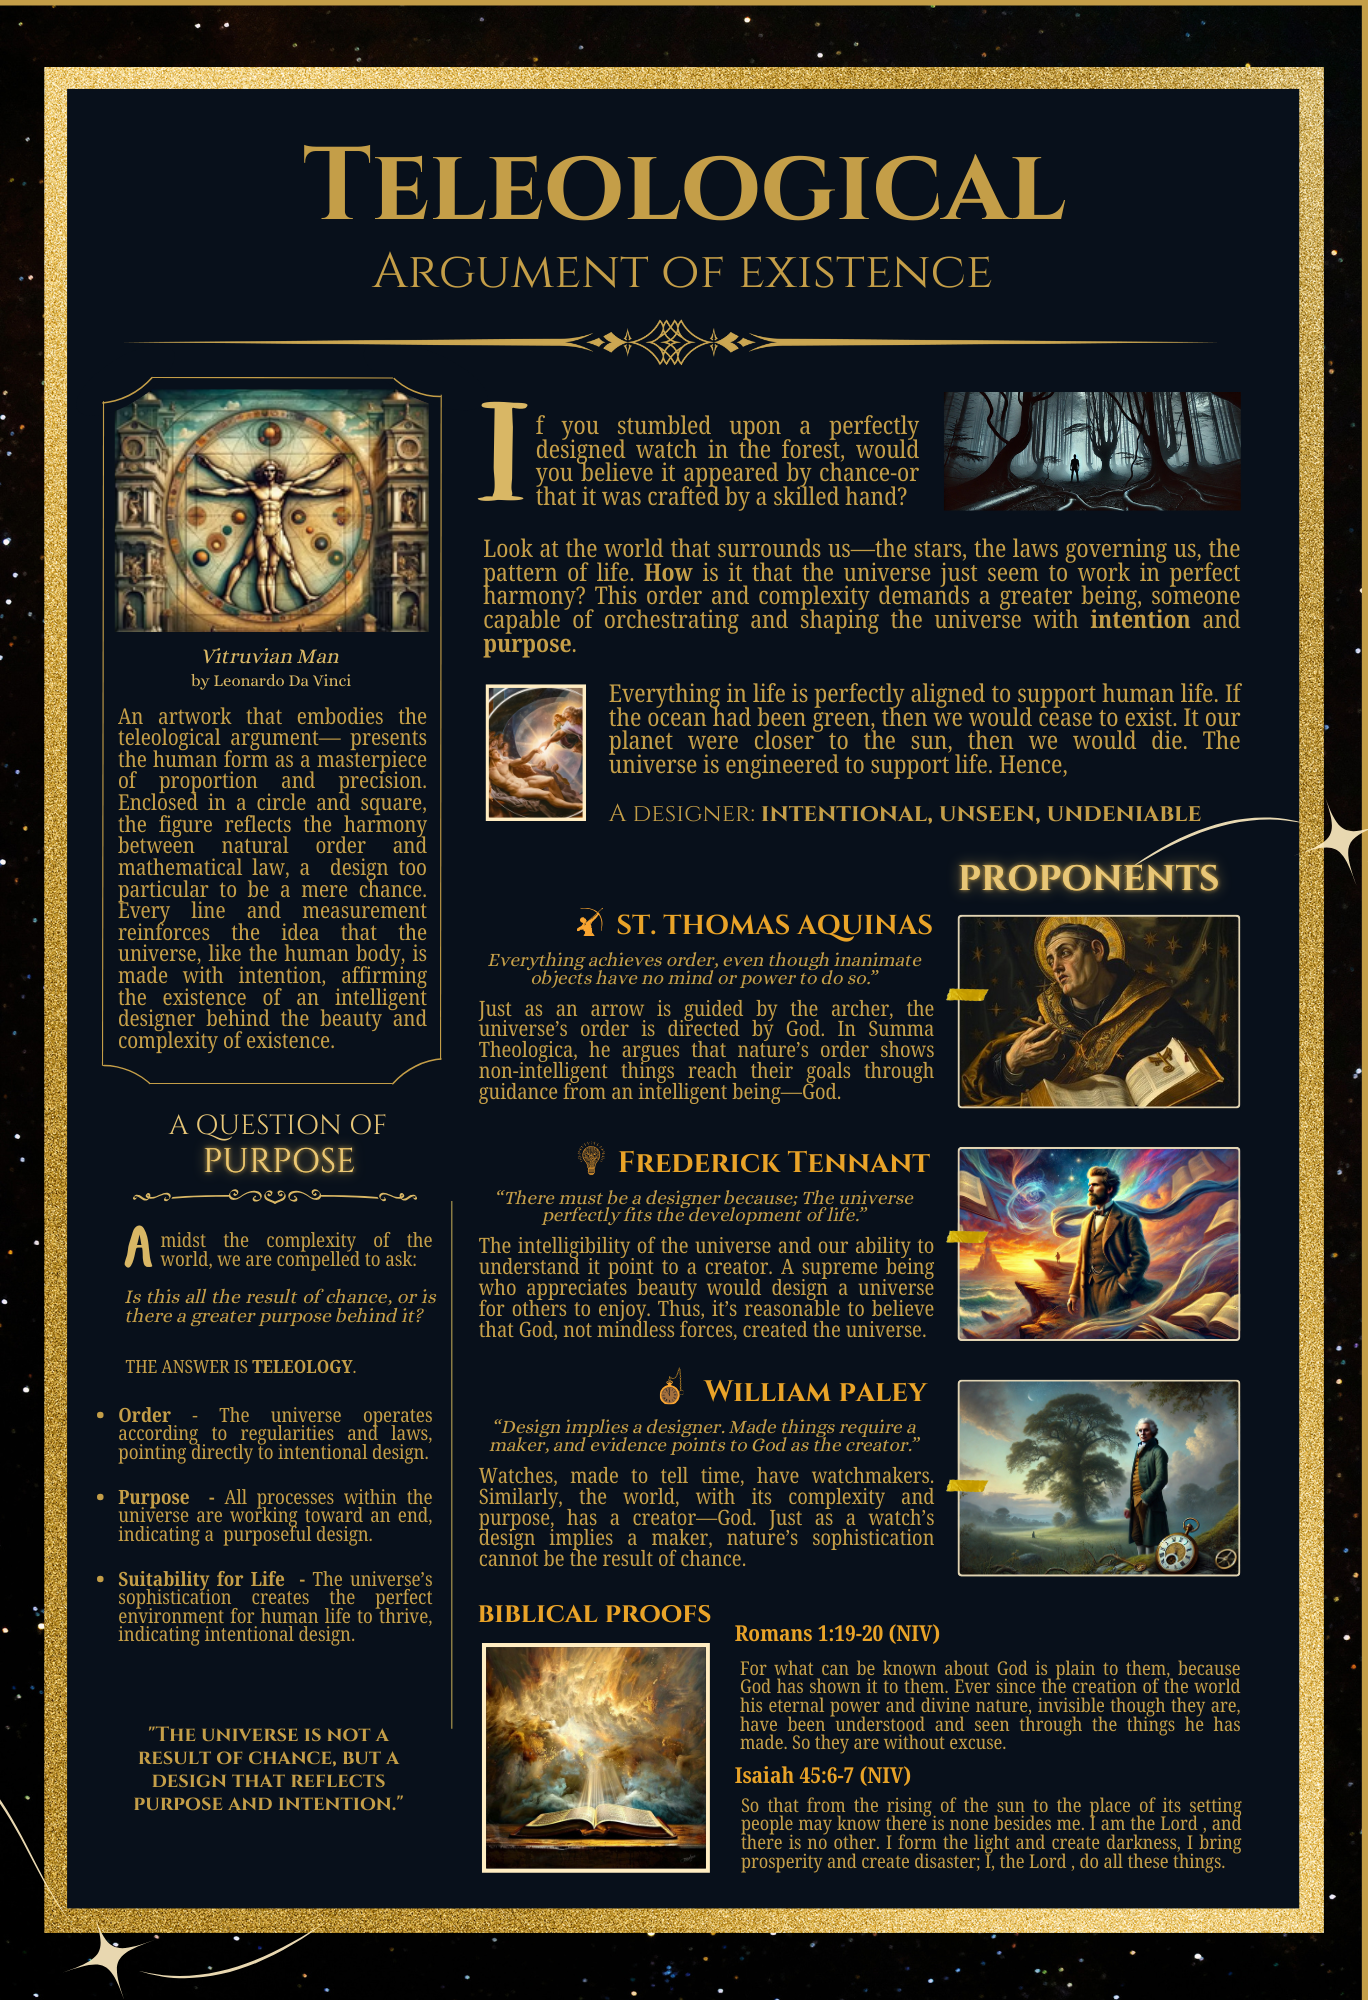 TELEOLOGICAL
ARGUMENT OF EXISTENCE
Vitruvian Man
by Leonardo Da Vinci
An artwork that embodies the
teleological argument— presents
the human form as a masterpiece
of proportion and precision.
Enclosed in a circle and square,
the figure reflects the harmony
between natural order and
mathematical law, a design too
particular to be a mere chance.
Every line and measurement
reinforces the idea that the
universe, like the human body, is
made with intention, affirming
the existence of an intelligent
designer behind the beauty and
complexity of existence.
A QUESTION OF
PURPOSE
Amidst the complexity of the
world, we are compelled to ask:
Is this all the result of chance, or is
there a greater purpose behind it?
THE ANSWER IS TELEOLOGY.
• Order - The universe operates
according to regularities and laws,
pointing directly to intentional design.
• Purpose - All processes within the
universe are working toward an end,
indicating a purposeful design.
• Suitability for Life - The universe's
sophistication creates the perfect
environment for human life to thrive,
indicating intentional design.
"THE UNIVERSE IS NOT A
RESULT OF CHANCE, BUT A
DESIGN THAT REFLECTS
PURPOSE AND INTENTION."
If you stumbled upon a perfectly
designed watch in the forest, would
you believe it appeared by chance-or
that it was crafted by a skilled hand?
Look at the world that surrounds us—the stars, the laws governing us, the
pattern of life. How is it that the universe just seem to work in perfect
harmony? This order and complexity demands a greater being, someone
capable of orchestrating and shaping the universe with intention and
purpose.
Everything in life is perfectly aligned to support human life. If
the ocean had been green, then we would cease to exist. It our
planet were closer to the sun, then we would die. The
universe is engineered to support life. Hence,
A DESIGNER: INTENTIONAL, UNSEEN, UNDENIABLE
PROPONENTS
ST. THOMAS AQUINAS
Everything achieves order, even though inanimate
objects have no mind or power to do so.”
Just as an arrow is guided by the archer, the
universe’s order is directed by God. In Summa
Theologica, he argues that nature’s order shows
non-intelligent things reach their goals through
guidance from an intelligent being—God.
FREDERICK TENNANT
“There must be a designer because; The universe
perfectly fits the development of life.”
The intelligibility of the universe and our ability to
understand it point to a creator. A supreme being
who appreciates beauty would design a universe
for others to enjoy. Thus, it’s reasonable to believe
that God, not mindless forces, created the universe.
WILLIAM PALEY
“Design implies a designer. Made things require a
maker, and evidence points to God as the creator.”
Watches, made to tell time, have watchmakers.
Similarly, the world, with its complexity and
purpose, has a creator—God. Just as a watch’s
design implies a maker, nature’s sophistication
cannot be the result of chance.
BIBLICAL PROOFS
Romans 1:19-20 (NIV)
For what can be known about God is plain to them, because
God has shown it to them. Ever since the creation of the world
his eternal power and divine nature, invisible though they are,
have been understood and seen through the things he has
made. So they are without excuse.
Isaiah 45:6-7 (NIV)
So that from the rising of the sun to the place of its setting
people may know there is none besides me. I am the Lord , and
there is no other. I form the light and create darkness, I bring
prosperity and create disaster; I, the Lord , do all these things.